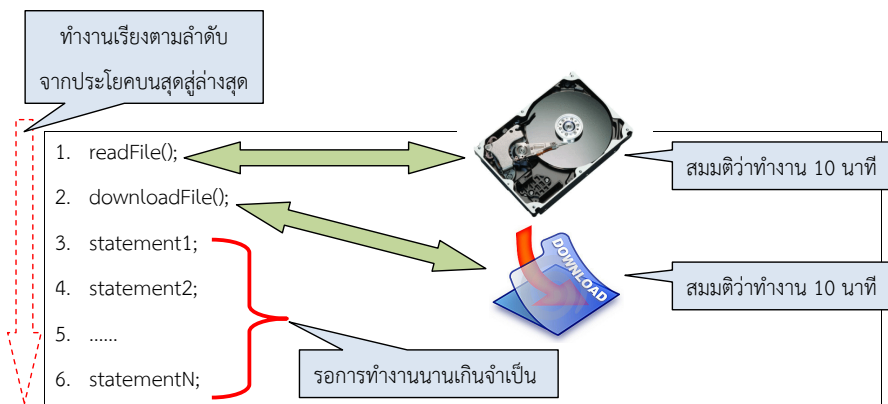 ทำงานเรียงตามลำดับ
จากประโยคบนสุดสู่ล่างสุด
1. readFile();
สมมติว่าทำงาน 10 นาที
2. downloadFile();
3. statement1;
DOWNLOAD
4. statement2;
สมมติว่าทำงาน 10 นาที
5. ......
6. statementN;
รอการทำงานนานเกินจำเป็น